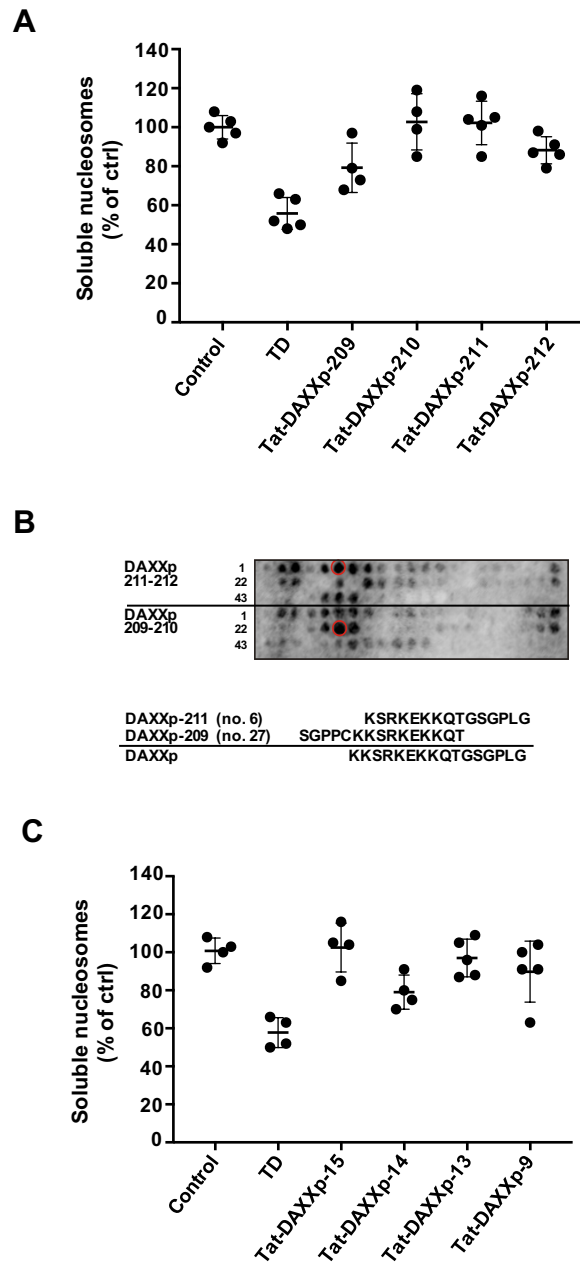 A
Soluble nucleosomes
(% of ctrl)
140
120
100
80
60
40
20
0
Control
TD
Tat-DAXXp-209
Tat-DAXXp-210
Tat-DAXXp-211
Tat-DAXXp-212
B
DAXXp 1
211-212 22
43
DAXXp 1
209-210 22
43
DAXXp-211 (no. 6) KSRKEKKQTGSGPLG
DAXXp-209 (no. 27) SGPPCKKSRKEKKQT
DAXXp KKSRKEKKQTGSGPLG
C
Soluble nucleosomes
(% of ctrl)
140
120
100
80
60
40
20
0
Control
TD
Tat-DAXXp-15
Tat-DAXXp-14
Tat-DAXXp-13
Tat-DAXXp-9